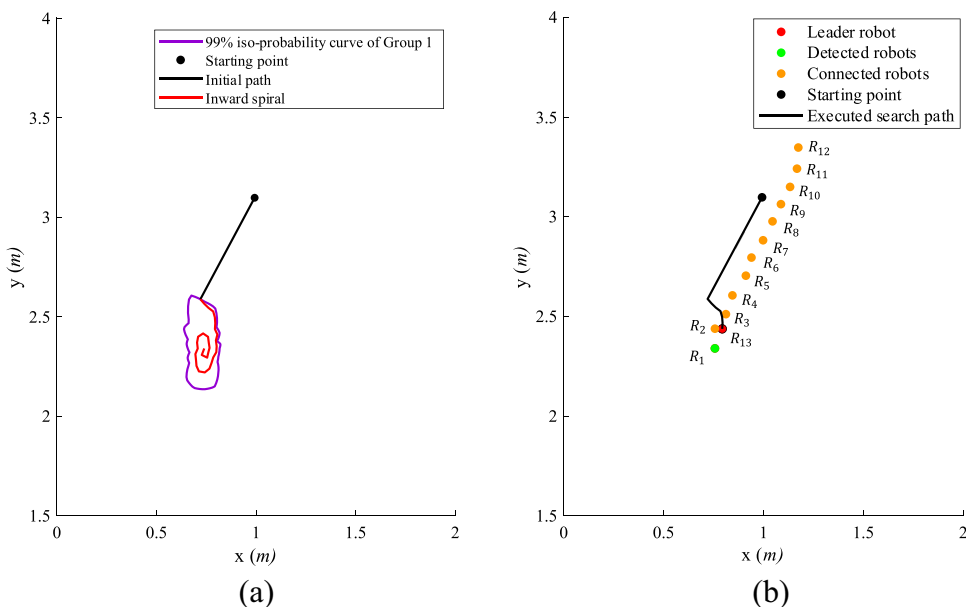 4
3.5
3
2.5
2
1.5
y (m)
0
0.5
1
1.5
2
x (m)
99% iso-probability curve of Group 1
Starting point
Initial path
Inward spiral
(a)
4
3.5
3
2.5
2
1.5
y (m)
0
0.5
1
1.5
2
x (m)
Leader robot
Detected robots
Connected robots
Starting point
Executed search path
R12
R11
R10
R9
R8
R7
R6
R5
R4
R3
R2
R13
R1
(b)